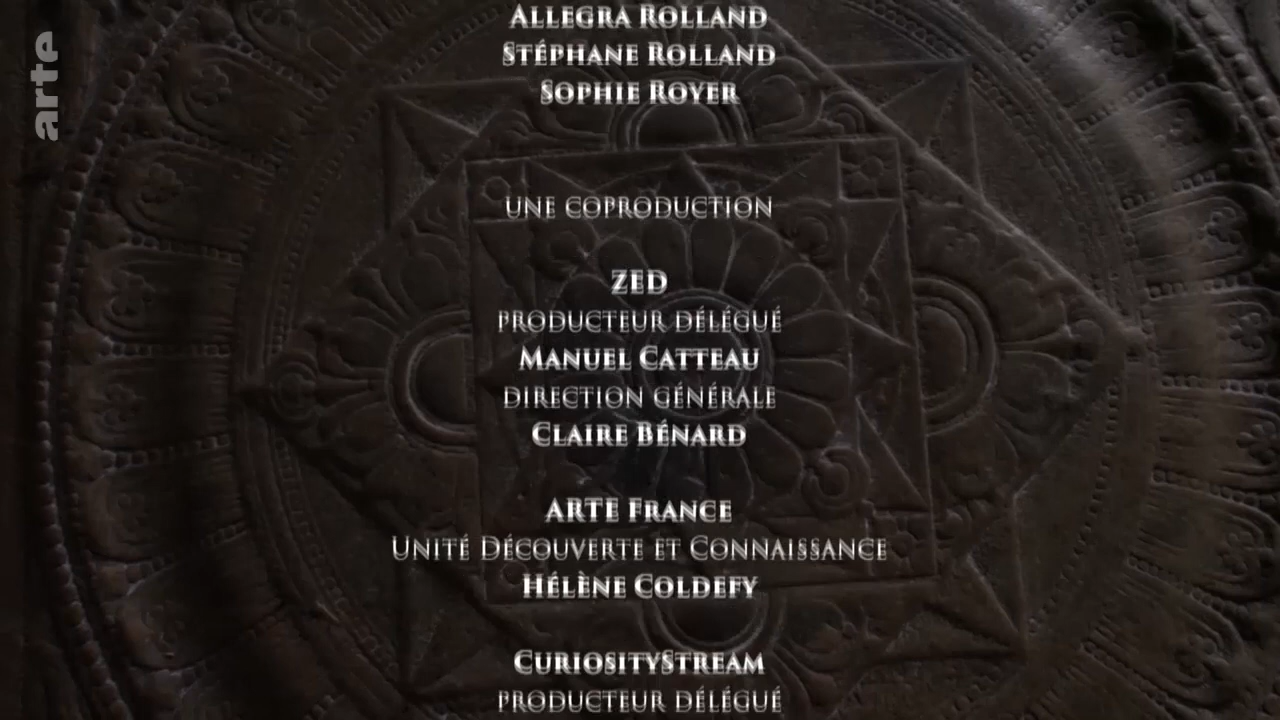 arte
ALLEGRA ROLLAND
STÉPHANE ROLLAND
SOPHIE ROYER
UNE COPRODUCTION
ZED
PRODUCTEUR DÉLÉGUÉ
MANUEL CATTEAU
DIRECTION GÉNÉRALE
CLAIRE BÉNARD
ARTE FRANCE
UNITÉ DÉCOUVERTE ET CONNAISSANCE
HÉLÈNE COLDEFY
CURIOSITYSTREAM
PRODUCTEUR DÉLÉGUÉ